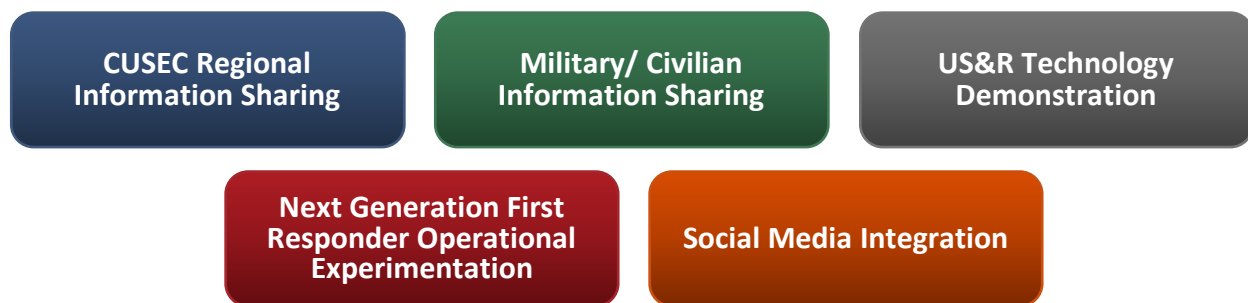 CUSEC Regional
Information Sharing
Military/ Civilian
Information Sharing
US&R Technology
Demonstration
Next Generation First
Responder Operational
Experimentation
Social Media Integration